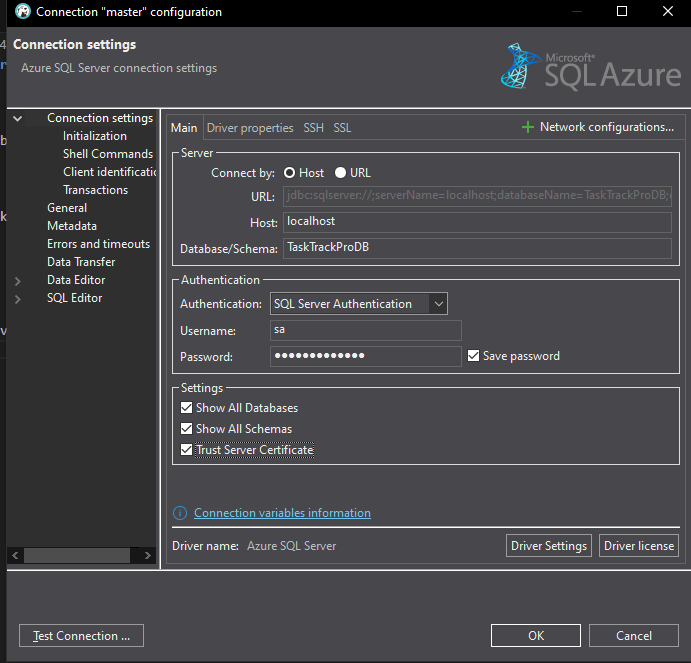 Connection "master" configuration
Connection settings
Azure SQL Server connection settings
Microsoft®
SQL Azure
Connection settings
Initialization
Shell Commands
Client identificatio
Transactions
General
Metadata
Errors and timeouts
Data Transfer
Data Editor
SQL Editor
Main
Driver properties
SSH
SSL
Network configurations...
Server
Connect by: Host URL
URL: jdbc:sqlserver://;serverName=localhost;databaseName=TaskTrackProDB;
Host: localhost
Database/Schema: TaskTrackProDB
Authentication
Authentication: SQL Server Authentication
Username: sa
Password: •••••••••••••
Save password
Settings
Show All Databases
Show All Schemas
Trust Server Certificate
Connection variables information
Driver name: Azure SQL Server
Driver Settings
Driver license
Test Connection ...
OK
Cancel